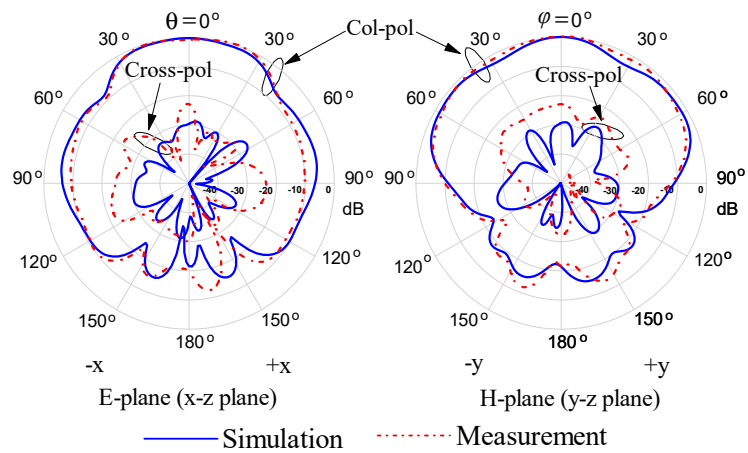 θ = 0°
Col-pol
φ = 0°
30°
30°
30°
30°
Cross-pol
Cross-pol
60°
60°
60°
60°
90°
-40
-30
-20
-10
0
90°
dB
90°
-40
-30
-20
-10
0
90°
dB
120°
120°
120°
120°
150°
150°
150°
150°
180°
180°
-x
+x
-y
+y
E-plane (x-z plane)
H-plane (y-z plane)
Simulation
Measurement